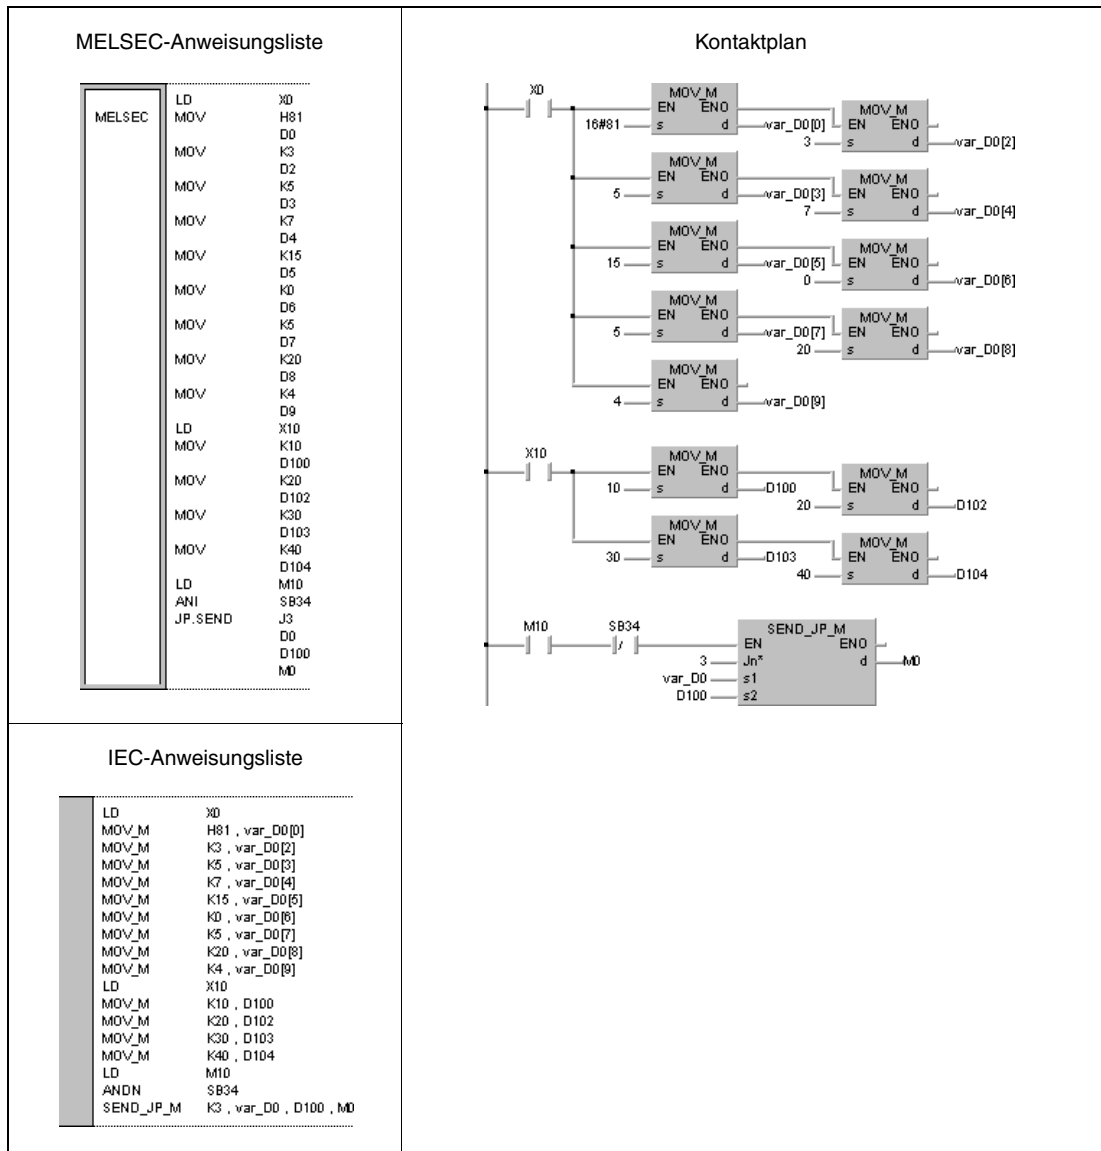 MELSEC-Anweisungsliste
MELSEC
LD X0
MOV H81
D0
MOV K3
D2
MOV K5
D3
MOV K7
D4
MOV K15
D5
MOV K0
D6
MOV K5
D7
MOV K20
D8
MOV K4
D9
LD X10
MOV K10
D100
MOV K20
D102
MOV K30
D103
MOV K40
D104
LD M10
ANI SB34
JP.SEND J3
D0
D100
M0
Kontaktplan
X0
MOV_M
EN ENO
16#81 s d var_D0[0]
MOV_M
EN ENO
3 s d var_D0[2]
MOV_M
EN ENO
5 s d var_D0[3]
MOV_M
EN ENO
7 s d var_D0[4]
MOV_M
EN ENO
15 s d var_D0[5]
MOV_M
EN ENO
0 s d var_D0[6]
MOV_M
EN ENO
5 s d var_D0[7]
MOV_M
EN ENO
20 s d var_D0[8]
MOV_M
EN ENO
4 s d var_D0[9]
X10
MOV_M
EN ENO
10 s d D100
MOV_M
EN ENO
20 s d D102
MOV_M
EN ENO
30 s d D103
MOV_M
EN ENO
40 s d D104
M10 SB34
SEND_JP_M
EN ENO
3 Jn* d M0
var_D0 s1
D100 s2
IEC-Anweisungsliste
LD X0
MOV_M H81 , var_D0[0]
MOV_M K3 , var_D0[2]
MOV_M K5 , var_D0[3]
MOV_M K7 , var_D0[4]
MOV_M K15 , var_D0[5]
MOV_M K0 , var_D0[6]
MOV_M K5 , var_D0[7]
MOV_M K20 , var_D0[8]
MOV_M K4 , var_D0[9]
LD X10
MOV_M K10 , D100
MOV_M K20 , D102
MOV_M K30 , D103
MOV_M K40 , D104
LD M10
ANDN SB34
SEND_JP_M K3 , var_D0 , D100 , M0